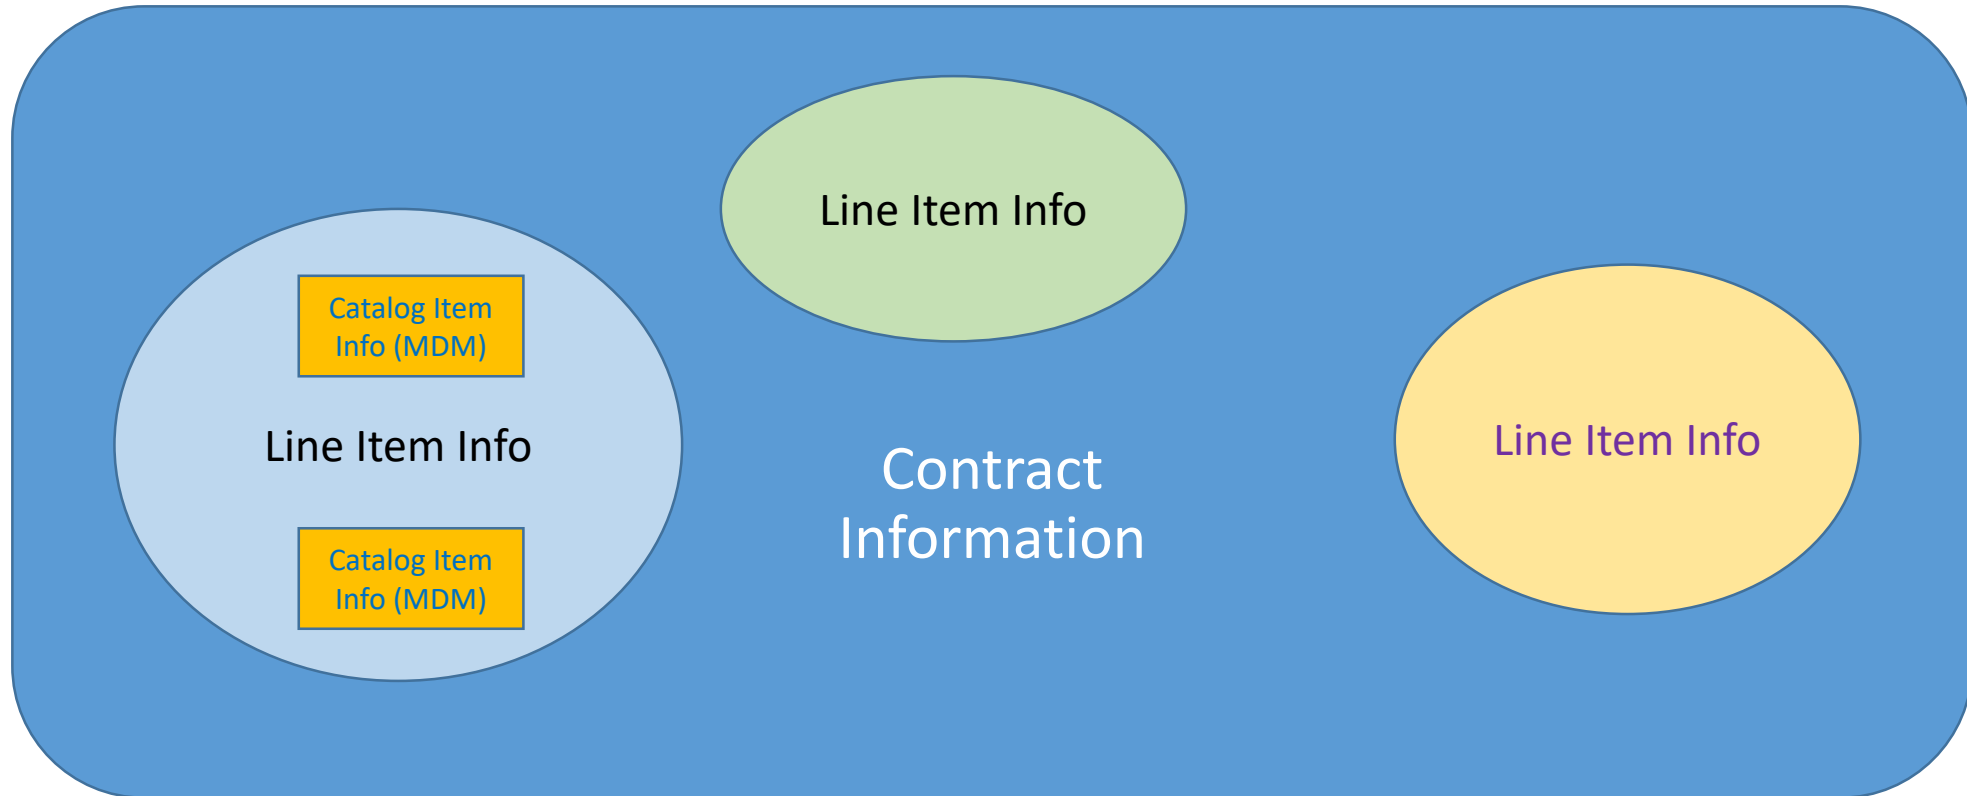 Line Item Info
Catalog Item
Info (MDM)
Line Item Info
Catalog Item
Info (MDM)
Contract
Information
Line Item Info